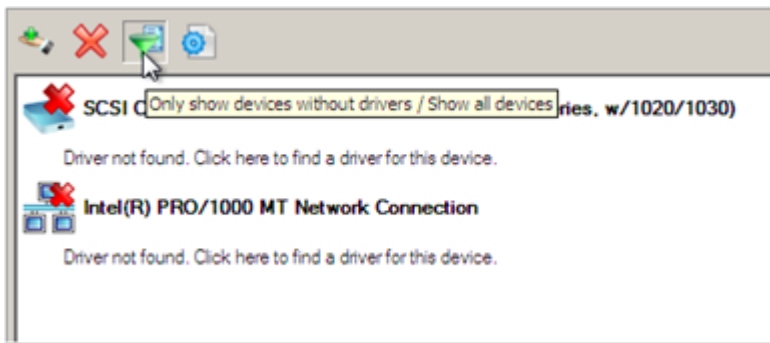 SCSI C
Only show devices without drivers / Show all devices
ries, w/1020/1030)
Driver not found. Click here to find a driver for this device.
Intel(R) PRO/1000 MT Network Connection
Driver not found. Click here to find a driver for this device.